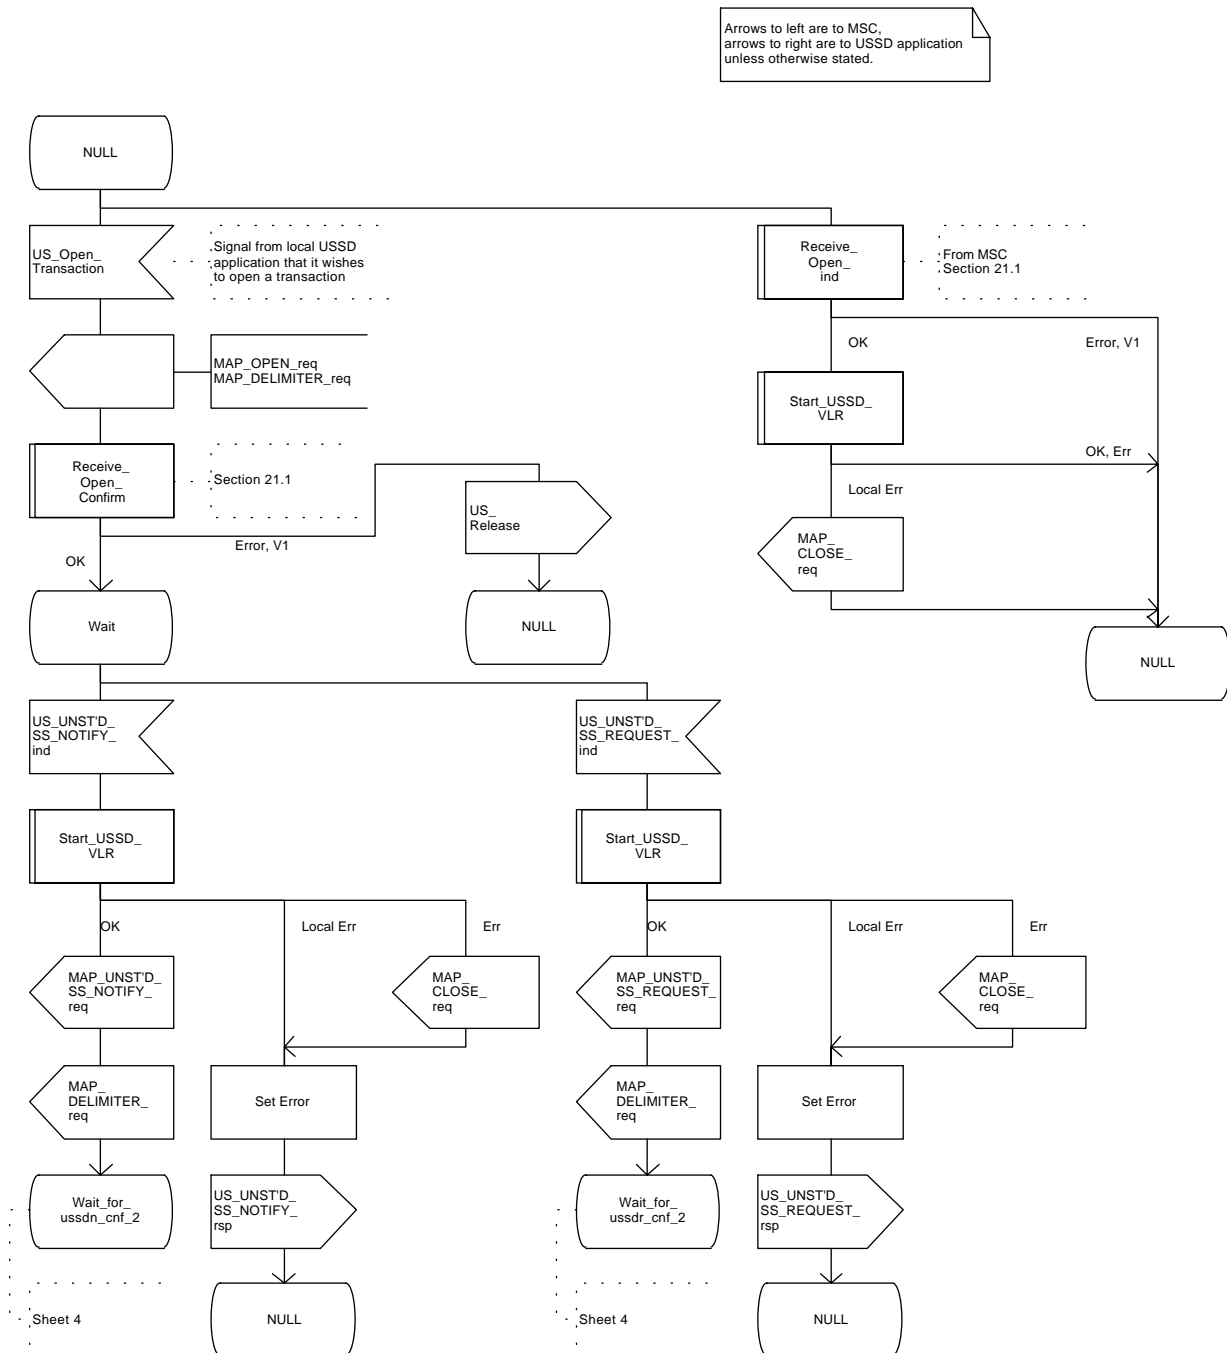 Arrows to left are to MSC,
arrows to right are to USSD application
unless otherwise stated.
NULL
US_Open_
Transaction
Signal from local USSD
application that it wishes
to open a transaction
Receive_
Open_
ind
From MSC
Section 21.1
MAP_OPEN_req
MAP_DELIMITER_req
OK
Error, V1
Start_USSD_
VLR
Receive_
Open_
Confirm
Section 21.1
OK, Err
Local Err
US_
Release
Error, V1
OK
MAP_
CLOSE_
req
Wait
NULL
NULL
US_UNST'D_
SS_NOTIFY_
ind
US_UNST'D_
SS_REQUEST_
ind
Start_USSD_
VLR
Start_USSD_
VLR
OK
Local Err
Err
OK
Local Err
Err
MAP_UNST'D_
SS_NOTIFY_
req
MAP_
CLOSE_
req
MAP_UNST'D_
SS_REQUEST_
req
MAP_
CLOSE_
req
MAP_
DELIMITER_
req
Set Error
MAP_
DELIMITER_
req
Set Error
Wait_for_
ussdn_cnf_2
US_UNST'D_
SS_NOTIFY_
rsp
Wait_for_
ussdr_cnf_2
US_UNST'D_
SS_REQUEST_
rsp
Sheet 4
NULL
Sheet 4
NULL